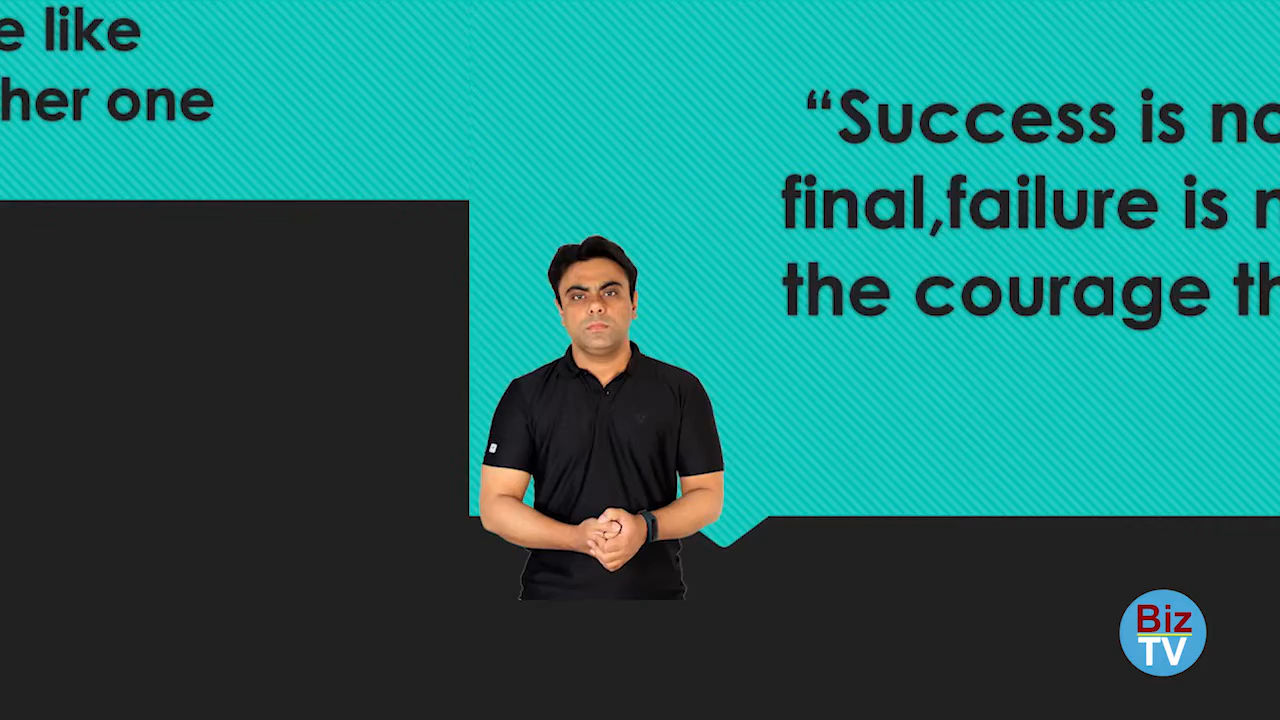 e like
her one
“Success is no
final,failure is
the courage th
Biz
TV